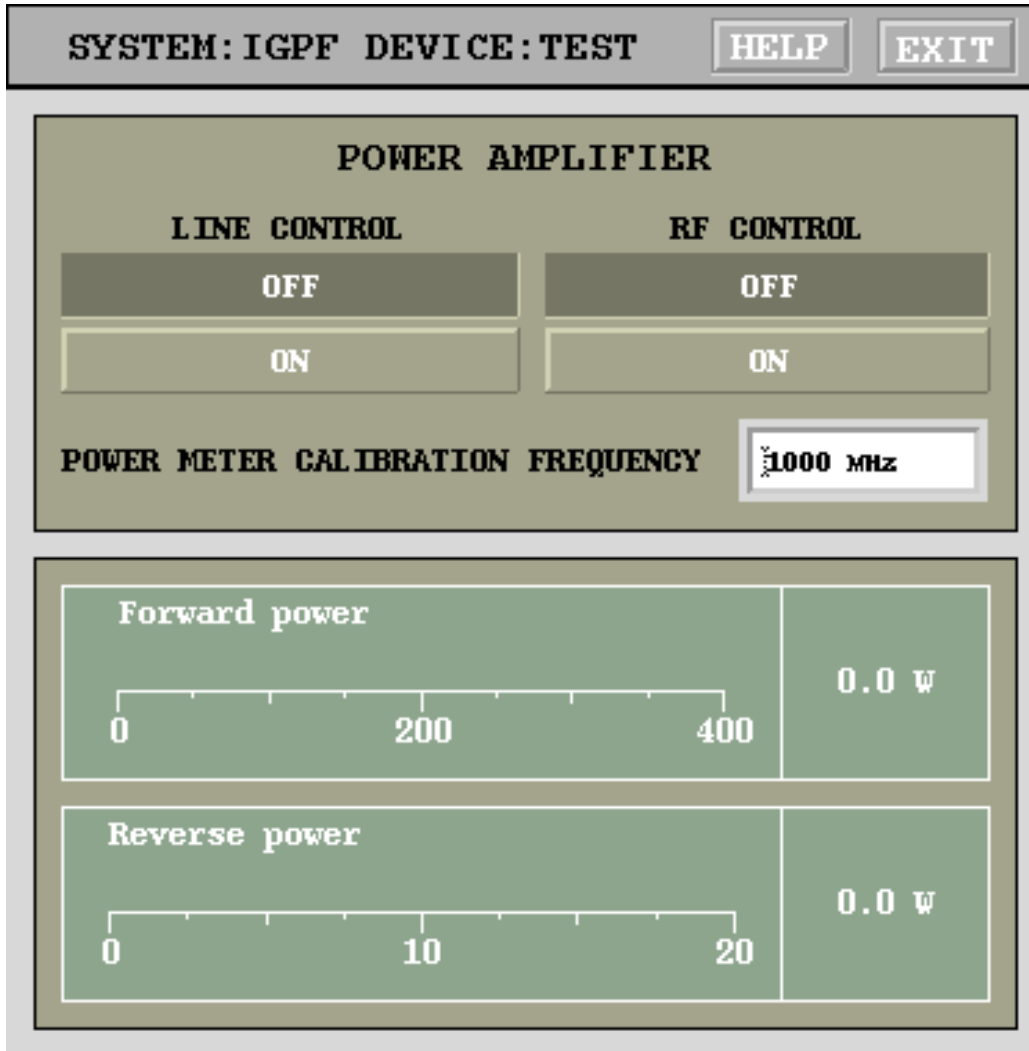 SYSTEM:IGPF DEVICE:TEST HELP EXIT
POWER AMPLIFIER
LINE CONTROL RF CONTROL
OFF OFF
ON ON
POWER METER CALIBRATION FREQUENCY 1000 MHz
Forward power
0.0 W
0 200 400
Reverse power
0.0 W
0 10 20